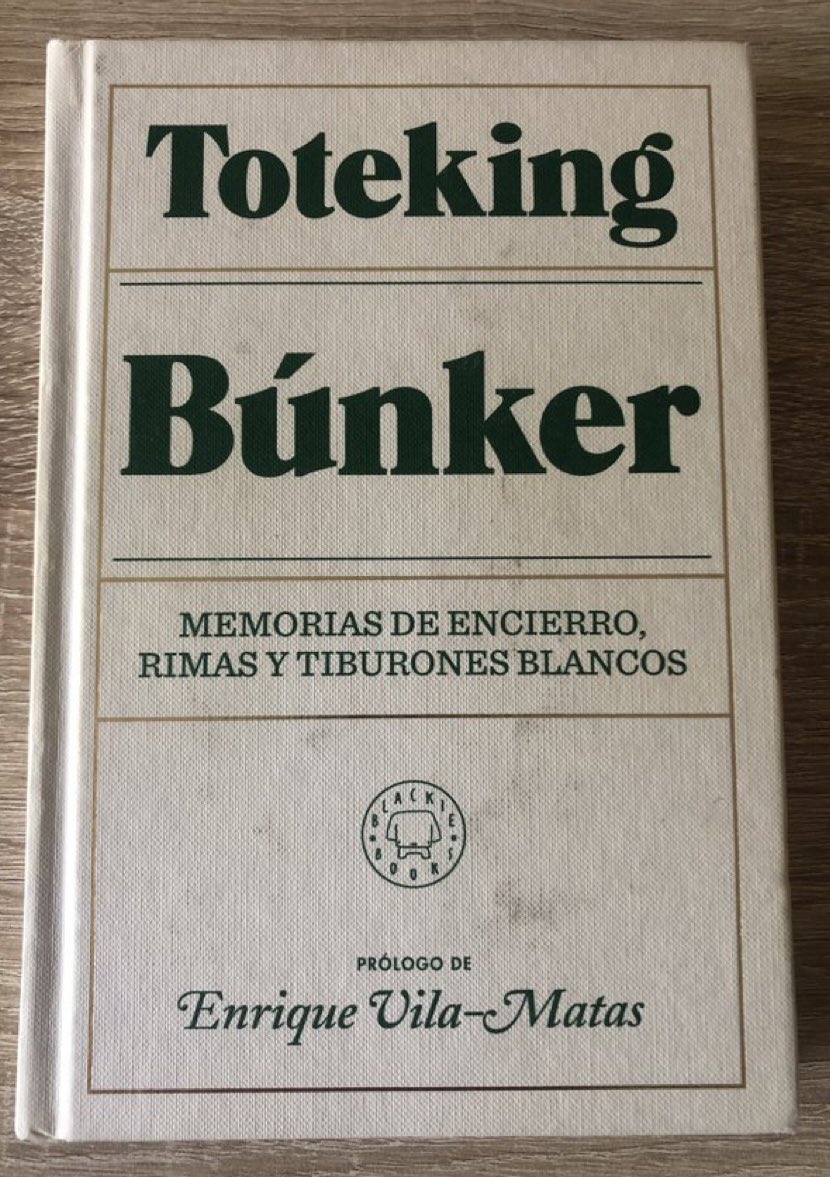 Toteking
Búnker
MEMORIAS DE ENCIERRO,
RIMAS Y TIBURONES BLANCOS
BLACKIE
BOOKS
PRÓLOGO DE
Enrique Vila-Matas